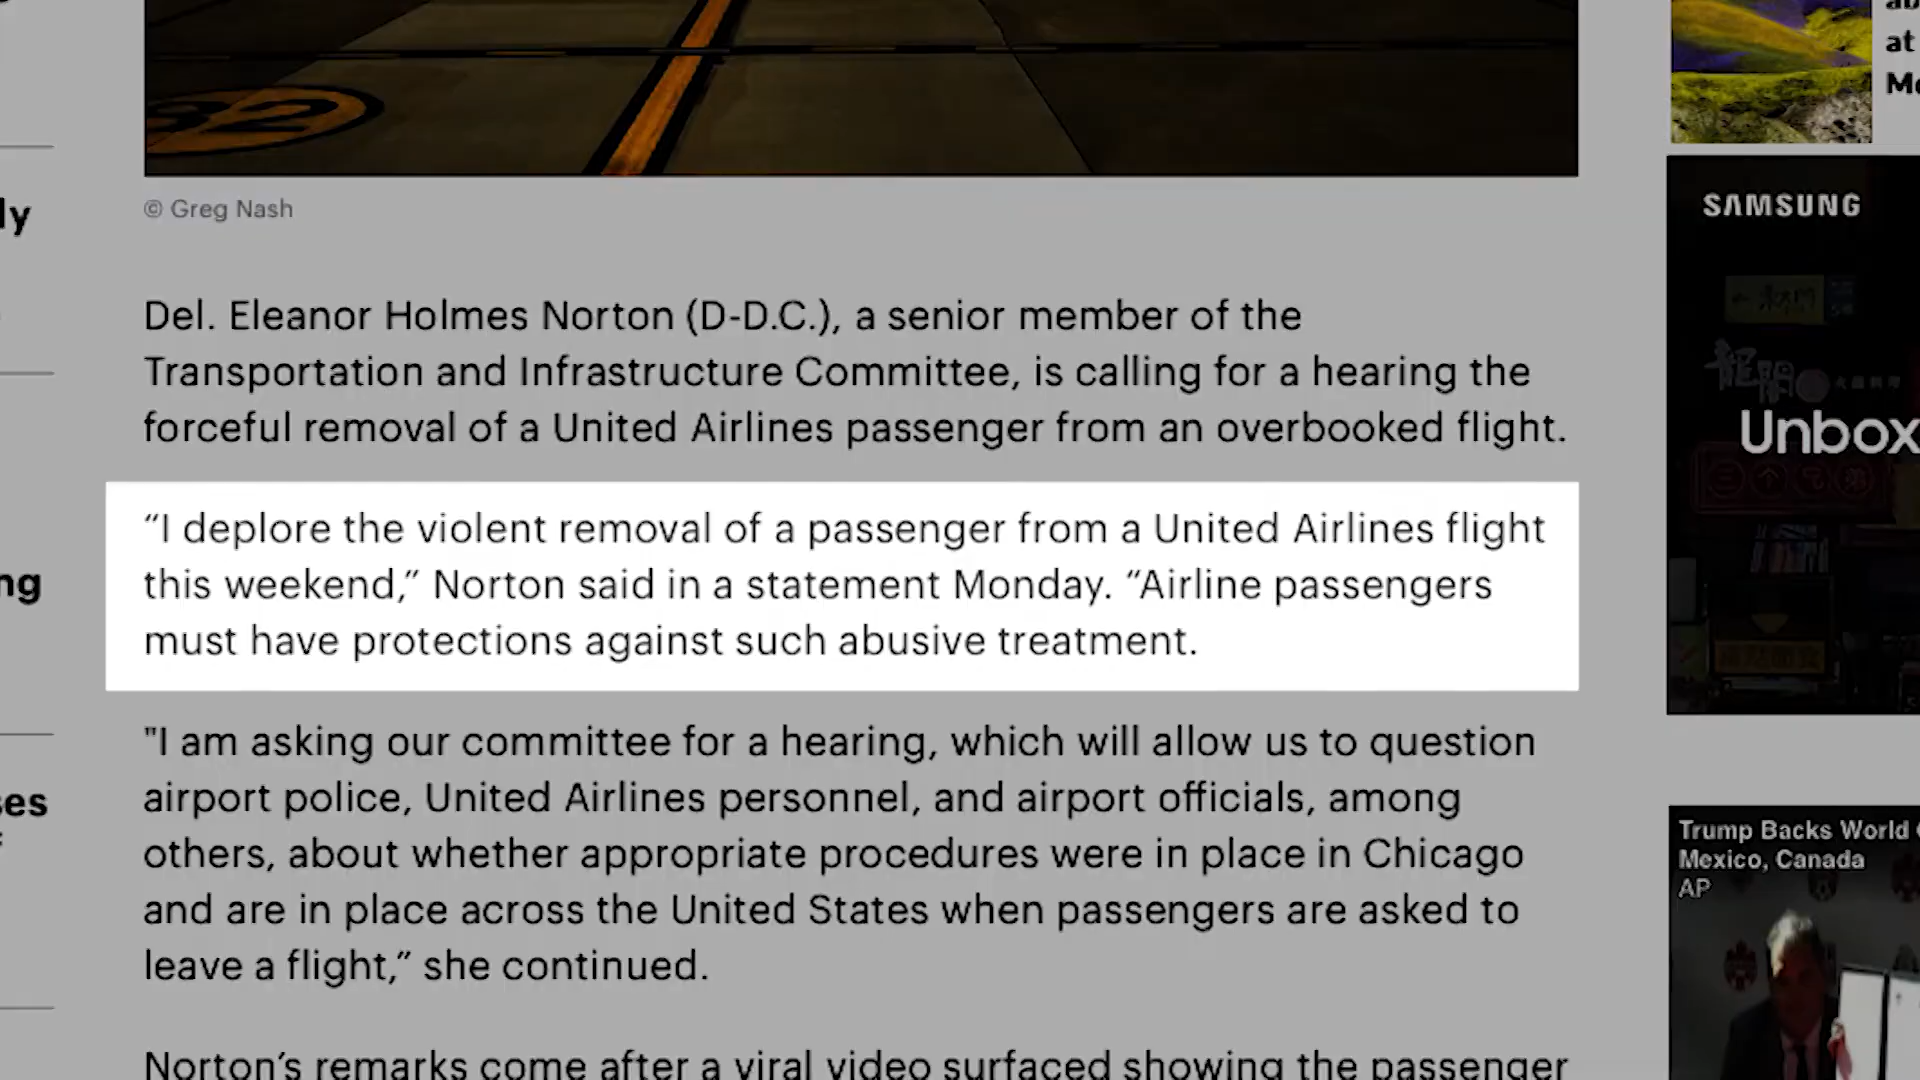 32
© Greg Nash
Del. Eleanor Holmes Norton (D-D.C.), a senior member of the
Transportation and Infrastructure Committee, is calling for a hearing the
forceful removal of a United Airlines passenger from an overbooked flight.
“I deplore the violent removal of a passenger from a United Airlines flight
this weekend,” Norton said in a statement Monday. “Airline passengers
must have protections against such abusive treatment.
"I am asking our committee for a hearing, which will allow us to question
airport police, United Airlines personnel, and airport officials, among
others, about whether appropriate procedures were in place in Chicago
and are in place across the United States when passengers are asked to
leave a flight,” she continued.
Norton’s remarks come after a viral video surfaced showing the passenger
ly
ng
ses
at
Mo
SAMSUNG
Unbox
Trump Backs World
Mexico, Canada
AP